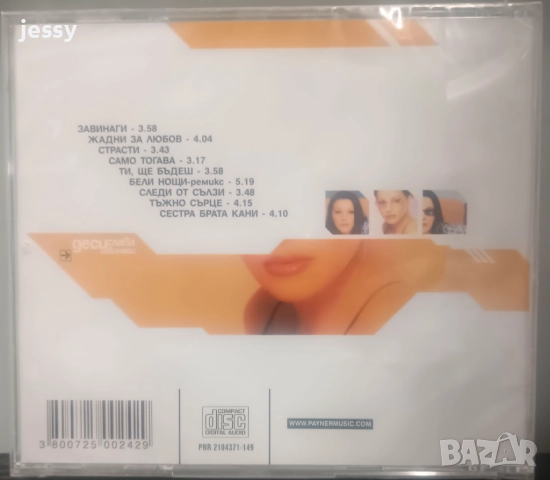 jessy
ЗАВИНАГИ - 3.58
ЖАДНИ ЗА ЛЮБОВ - 4.04
СТРАСТИ - 3.43
САМО ТОГАВА - 3.17
ТИ, ЩЕ БЪДЕШ - 3.58
БЕЛИ НОЩИ-ремикс - 5.19
СЛЕДИ ОТ СЪЛЗИ - 3.48
ТЪЖНО СЪРЦЕ - 4.15
СЕСТРА БРАТА КАНИ - 4.10
десислава
3 800725 002429
COMPACT
disc
DIGITAL AUDIO
PNR 2104371-149
WWW.PAYNERMUSIC.COM
BAZAR